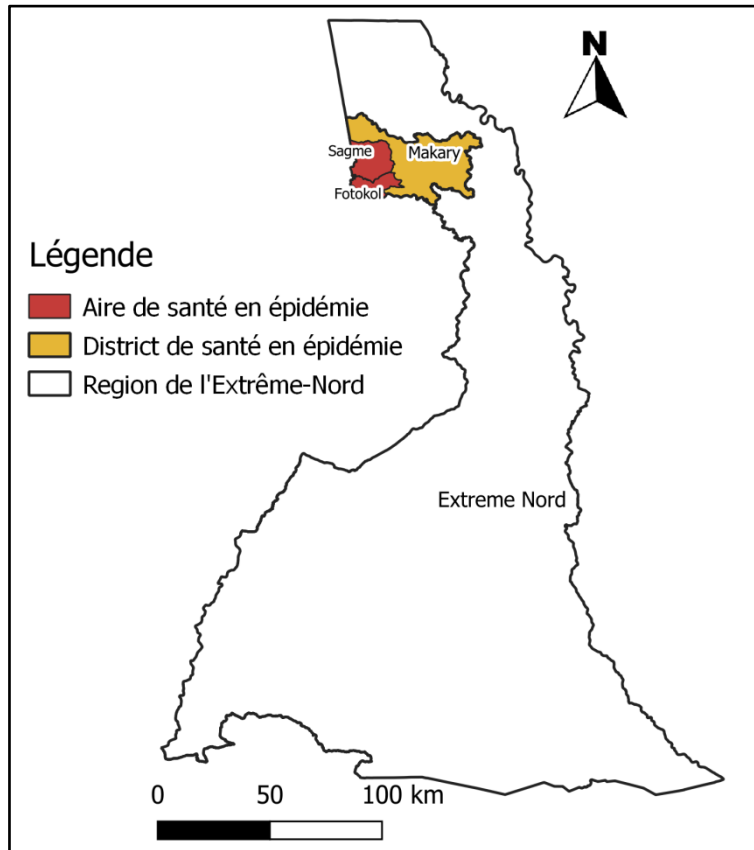 N
Sagme
Makary
Fotokol
Légende
Aire de santé en épidémie
District de santé en épidémie
Region de l'Extrême-Nord
Extreme Nord
0 50 100 km